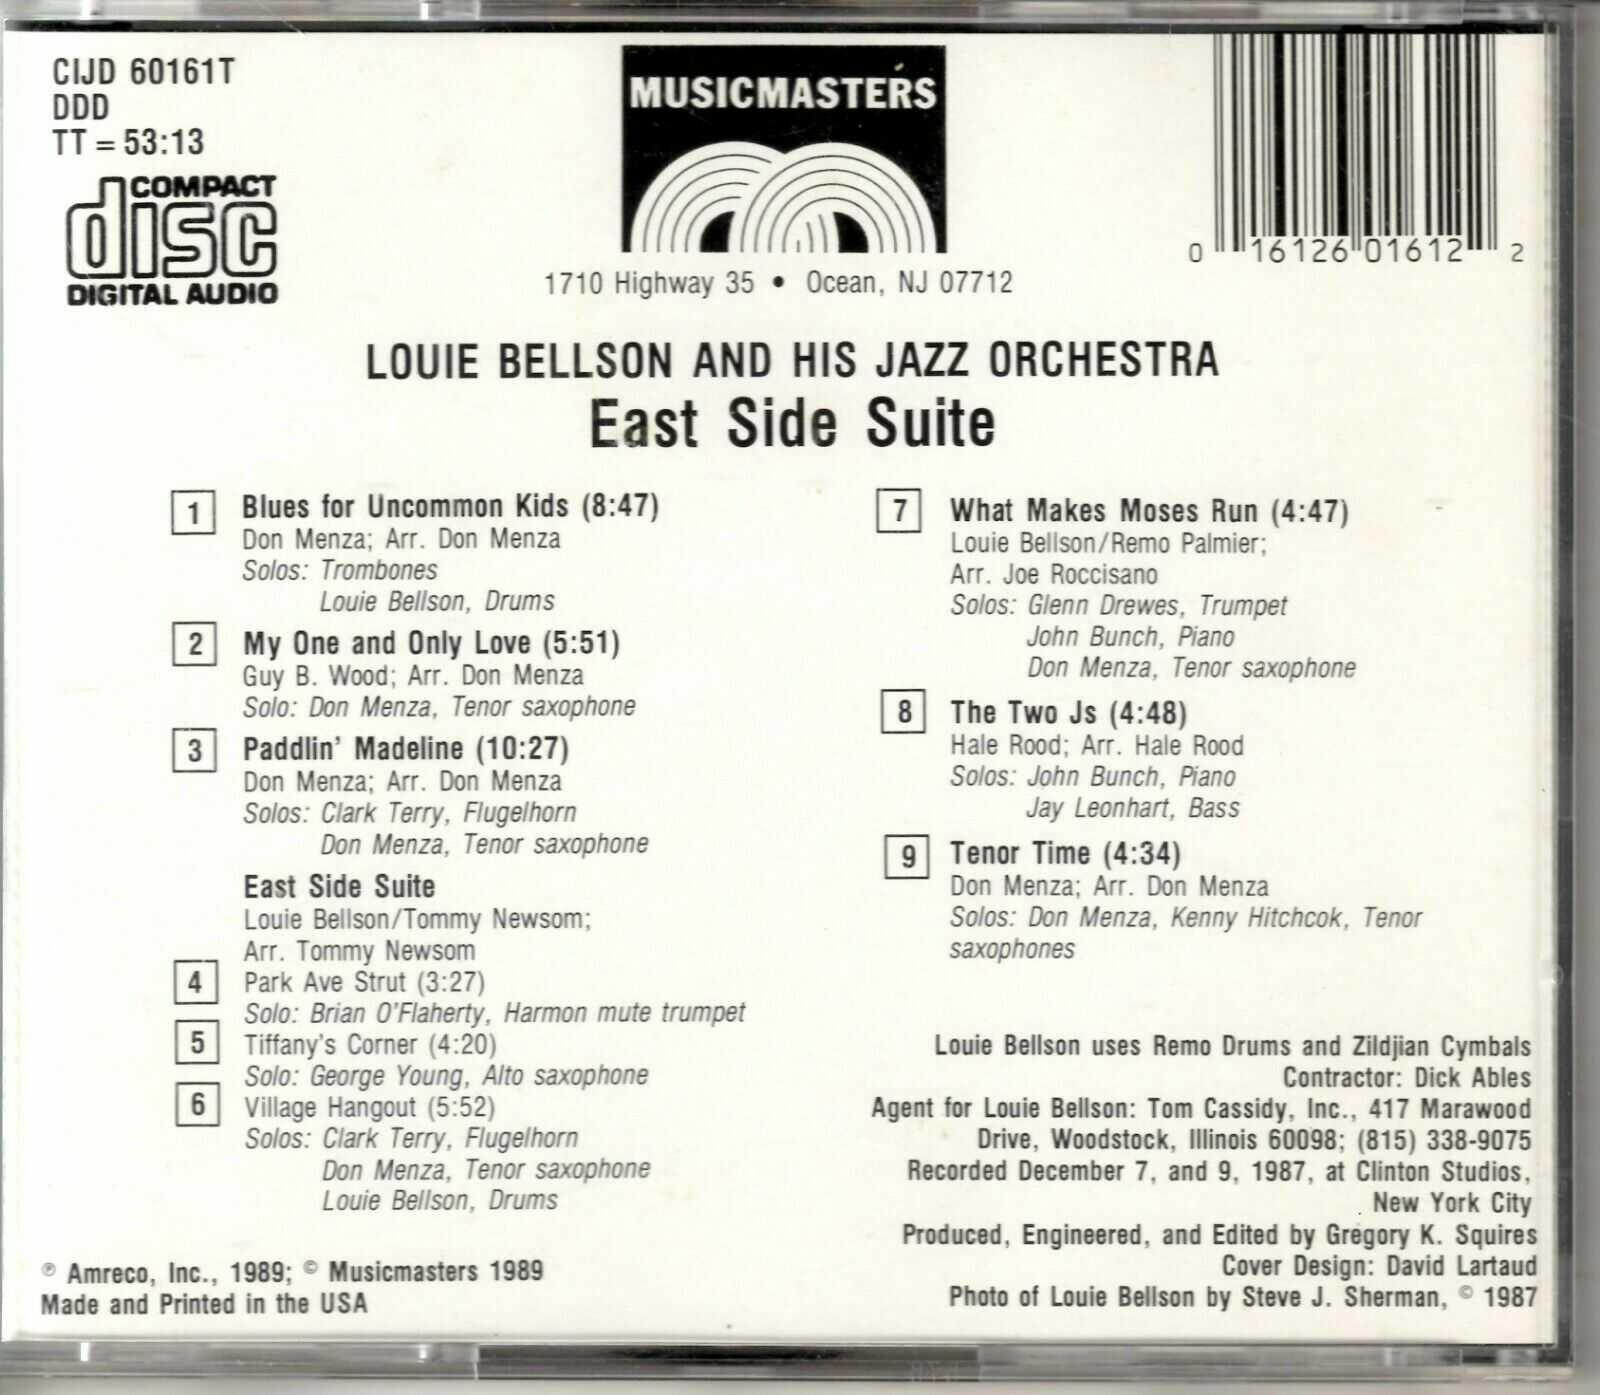 CIJD 60161T
DDD
TT = 53:13
COMPACT
disc
DIGITAL AUDIO
MUSICMASTERS
1710 Highway 35 • Ocean, NJ 07712
0 16126 01612 2
LOUIE BELLSON AND HIS JAZZ ORCHESTRA
East Side Suite
1 Blues for Uncommon Kids (8:47)
Don Menza; Arr. Don Menza
Solos: Trombones
Louie Bellson, Drums
2 My One and Only Love (5:51)
Guy B. Wood; Arr. Don Menza
Solo: Don Menza, Tenor saxophone
3 Paddlin' Madeline (10:27)
Don Menza; Arr. Don Menza
Solos: Clark Terry, Flugelhorn
Don Menza, Tenor saxophone
East Side Suite
Louie Bellson/Tommy Newsom;
Arr. Tommy Newsom
4 Park Ave Strut (3:27)
Solo: Brian O'Flaherty, Harmon mute trumpet
5 Tiffany's Corner (4:20)
Solo: George Young, Alto saxophone
6 Village Hangout (5:52)
Solos: Clark Terry, Flugelhorn
Don Menza, Tenor saxophone
Louie Bellson, Drums
7 What Makes Moses Run (4:47)
Louie Bellson/Remo Palmier;
Arr. Joe Roccisano
Solos: Glenn Drewes, Trumpet
John Bunch, Piano
Don Menza, Tenor saxophone
8 The Two Js (4:48)
Hale Rood; Arr. Hale Rood
Solos: John Bunch, Piano
Jay Leonhart, Bass
9 Tenor Time (4:34)
Don Menza; Arr. Don Menza
Solos: Don Menza, Kenny Hitchcok, Tenor
saxophones
Louie Bellson uses Remo Drums and Zildjian Cymbals
Contractor: Dick Ables
Agent for Louie Bellson: Tom Cassidy, Inc., 417 Marawood
Drive, Woodstock, Illinois 60098; (815) 338-9075
Recorded December 7, and 9, 1987, at Clinton Studios,
New York City
Produced, Engineered, and Edited by Gregory K. Squires
Cover Design: David Lartaud
Photo of Louie Bellson by Steve J. Sherman, © 1987
℗ Amreco, Inc., 1989; © Musicmasters 1989
Made and Printed in the USA